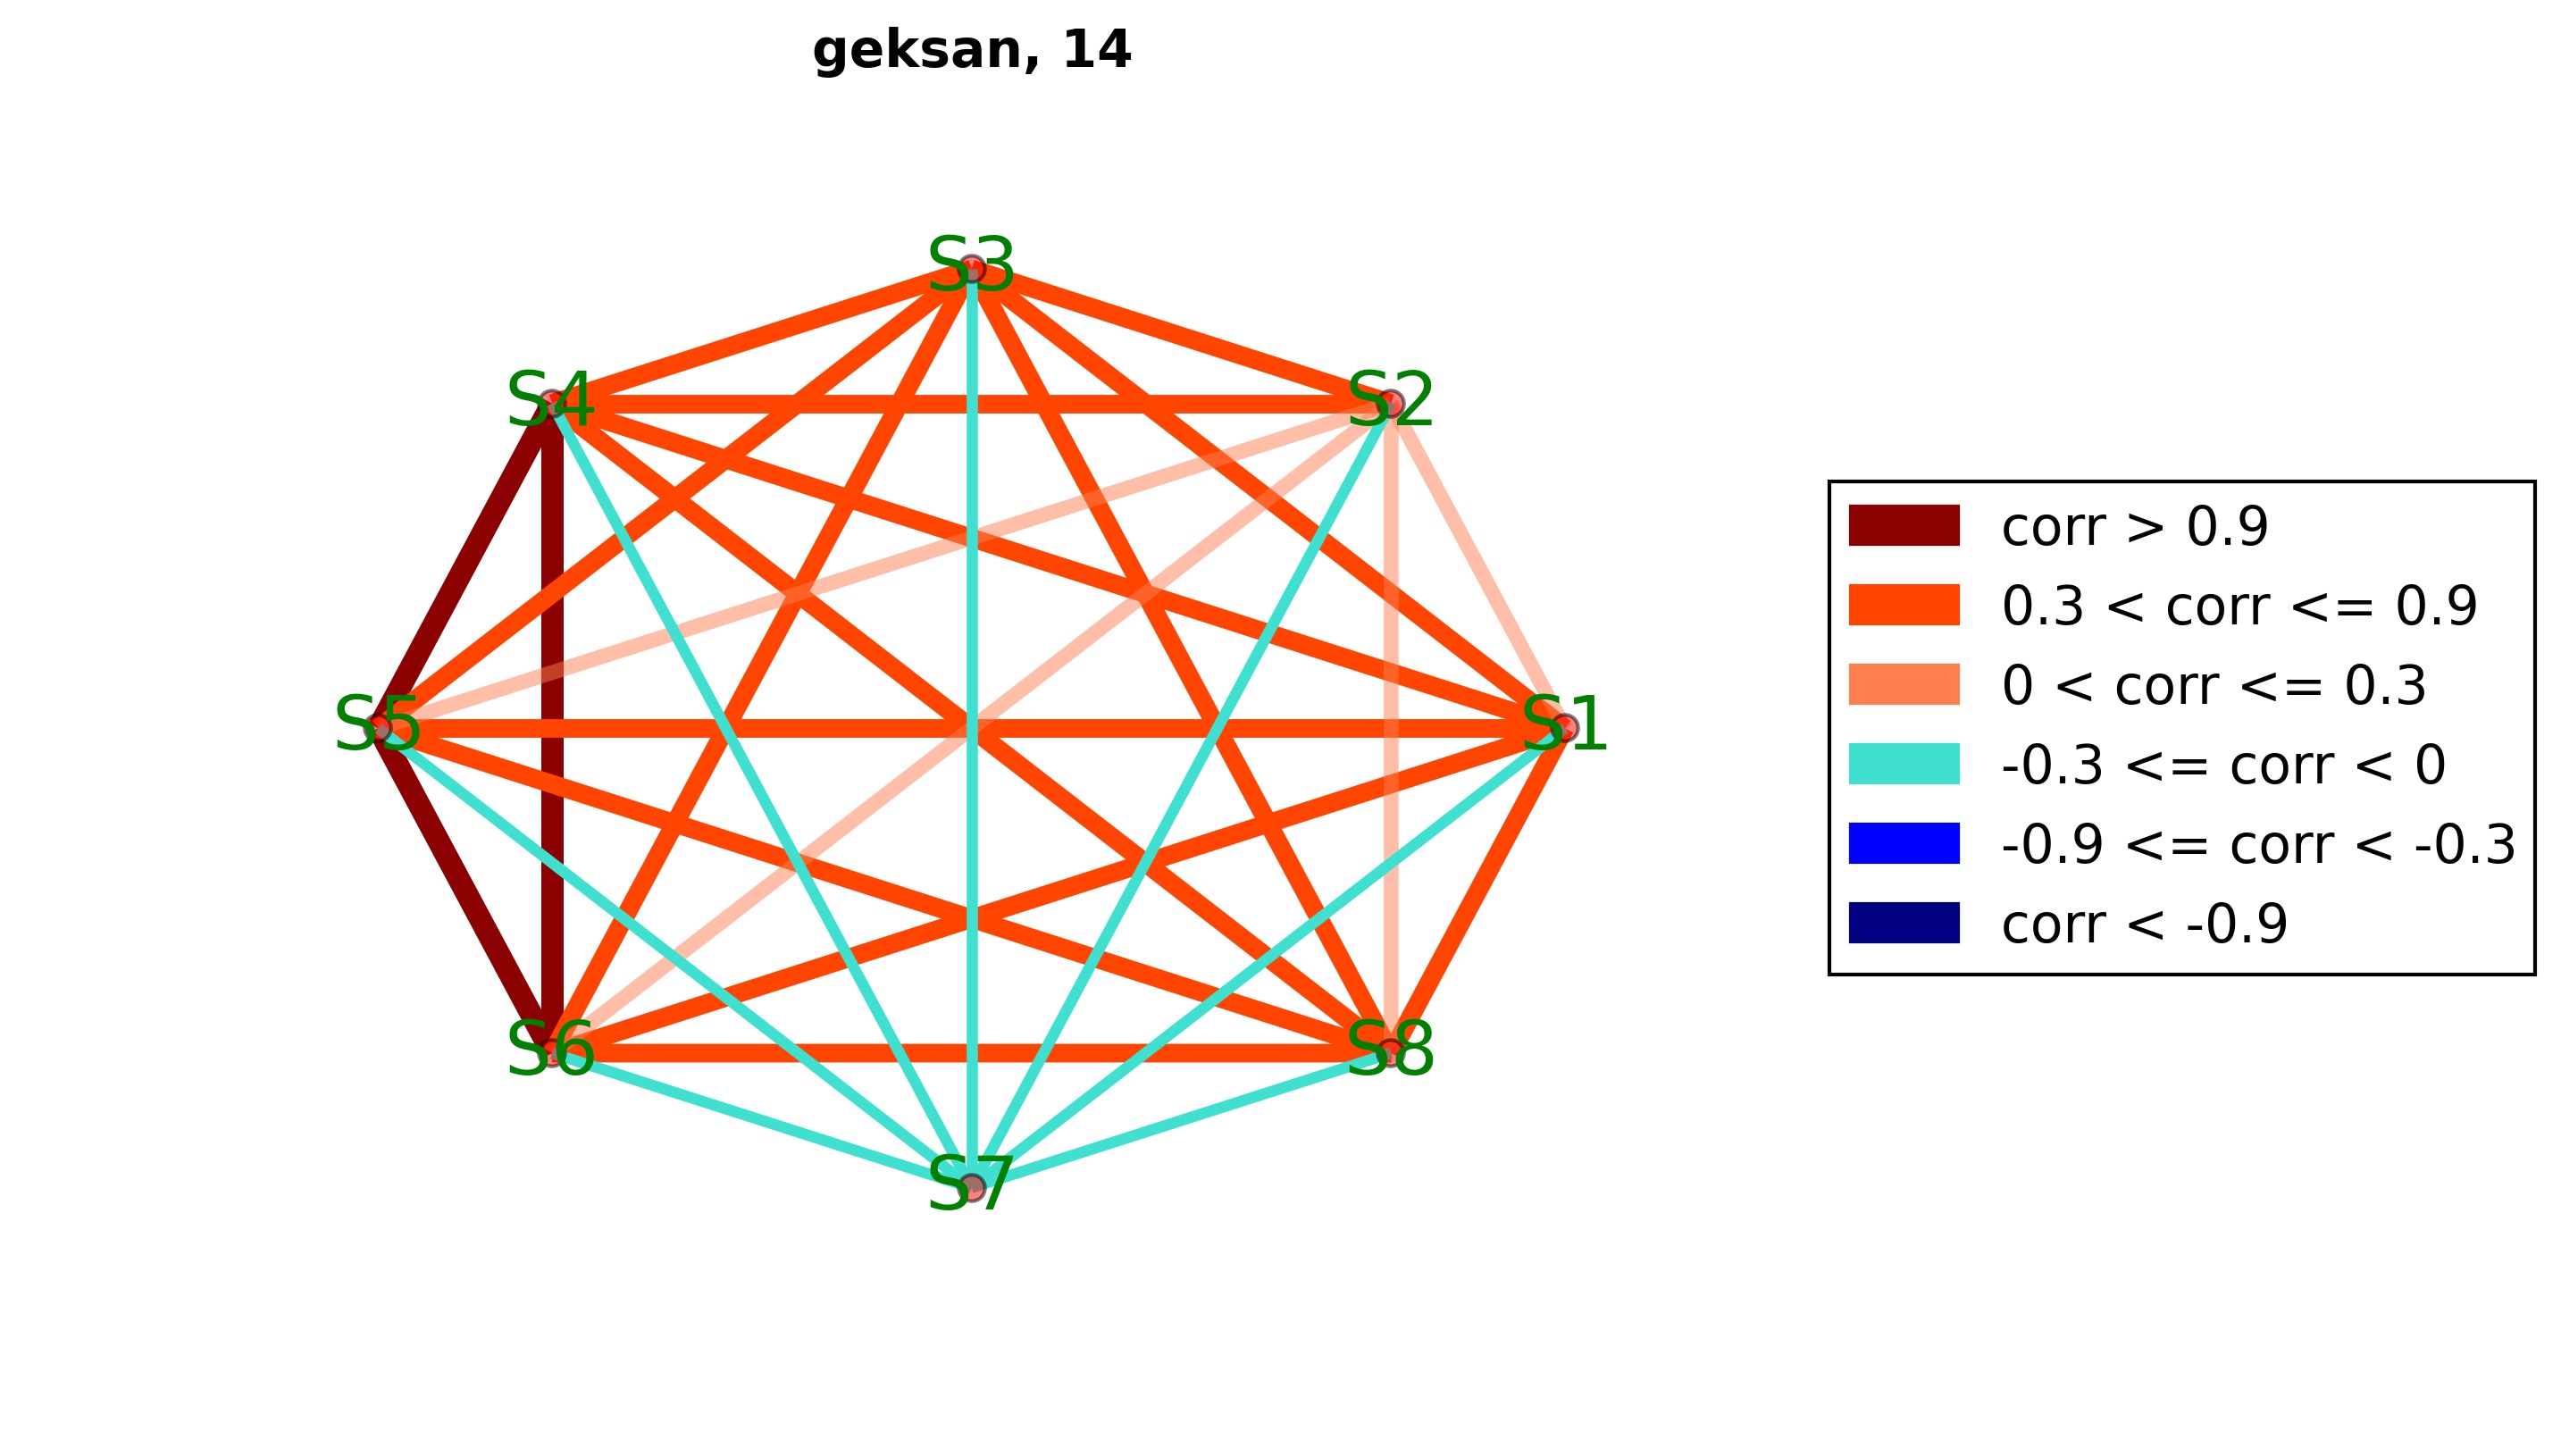 geksan, 14
S3
S4
S2
S5
S1
S6
S8
S7
corr > 0.9
0.3 < corr <= 0.9
0 < corr <= 0.3
-0.3 <= corr < 0
-0.9 <= corr < -0.3
corr < -0.9